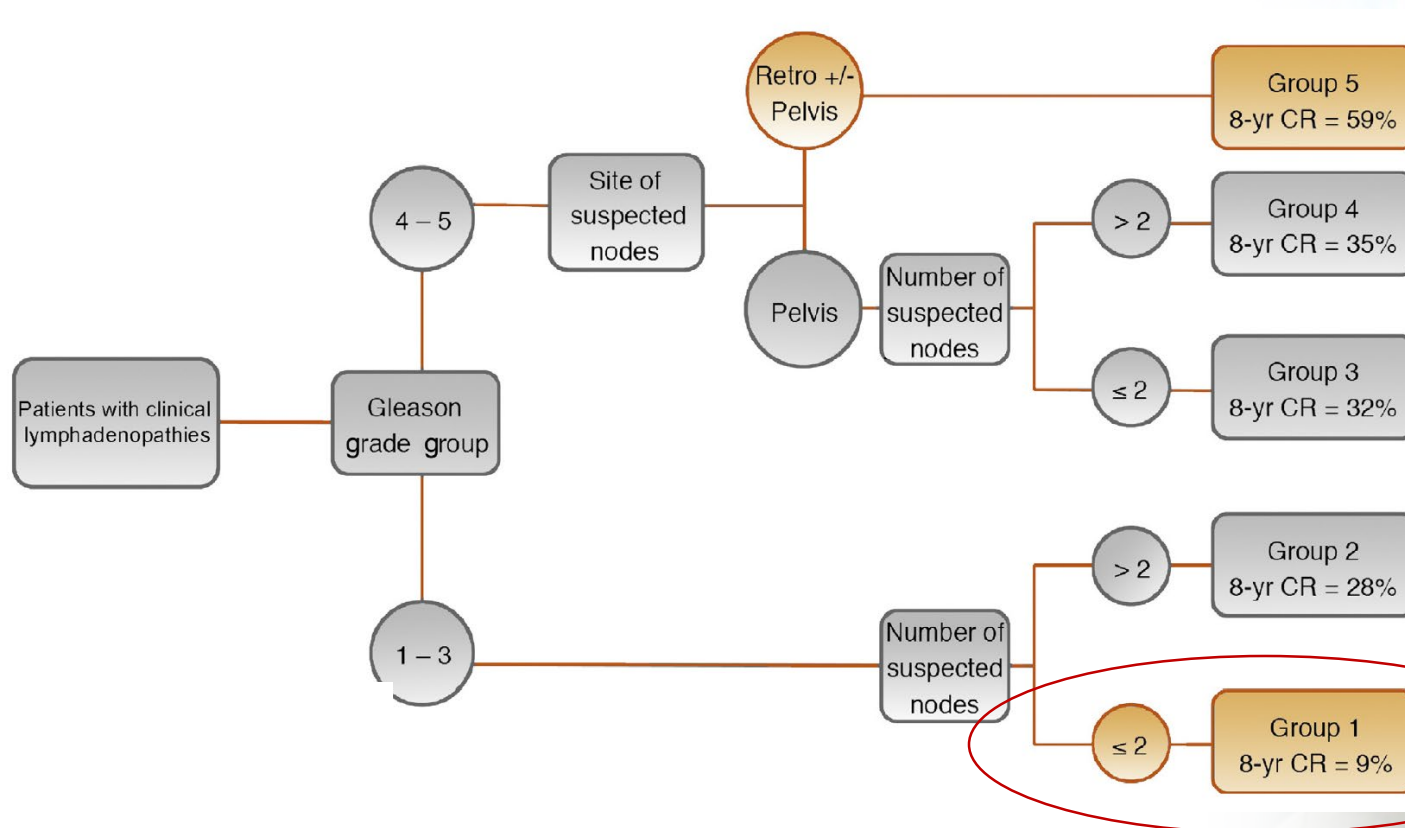 Retro +/-
Pelvis
Group 5
8-yr CR = 59%
4 – 5
Site of
suspected
nodes
> 2
Group 4
8-yr CR = 35%
Pelvis
Number of
suspected
nodes
≤ 2
Group 3
8-yr CR = 32%
Patients with clinical
lymphadenopathies
Gleason
grade group
> 2
Group 2
8-yr CR = 28%
1 – 3
Number of
suspected
nodes
≤ 2
Group 1
8-yr CR = 9%